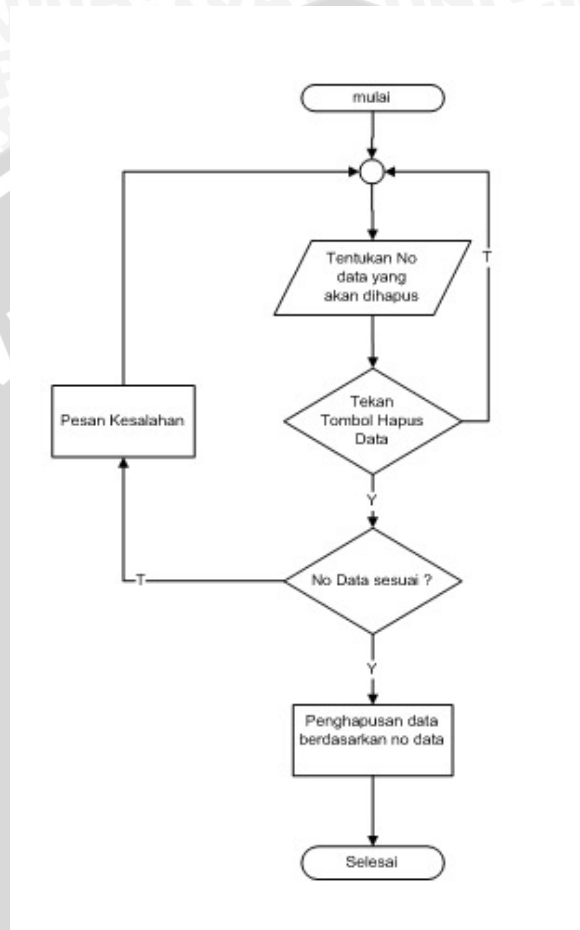 mulai
Tentukan No
data yang
akan dihapus
T
Tekan
Tombol Hapus
Data
Pesan Kesalahan
Y
No Data sesuai ?
T
Y
Penghapusan data
berdasarkan no data
Selesai